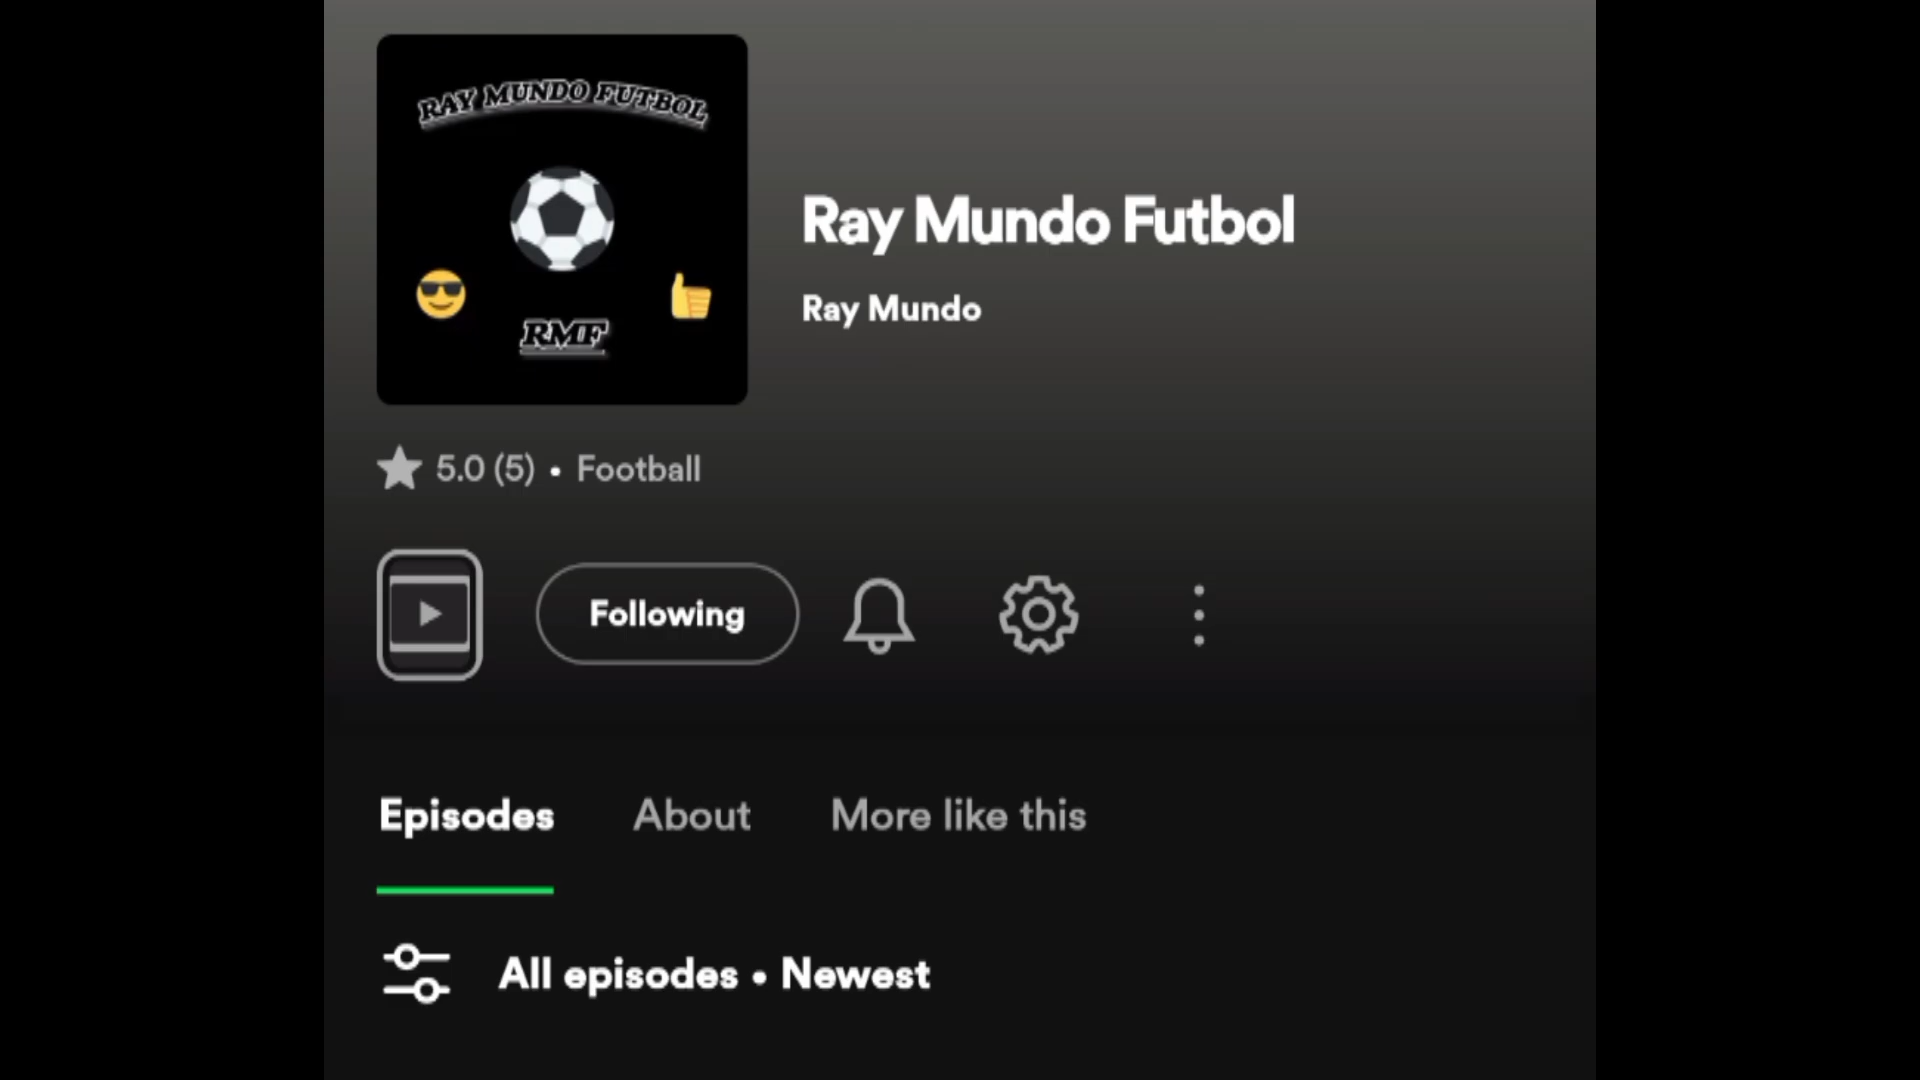 RAY MUNDO FUTBOL
RMF
Ray Mundo Futbol
Ray Mundo
5.0 (5) • Football
Following
Episodes About More like this
All episodes • Newest